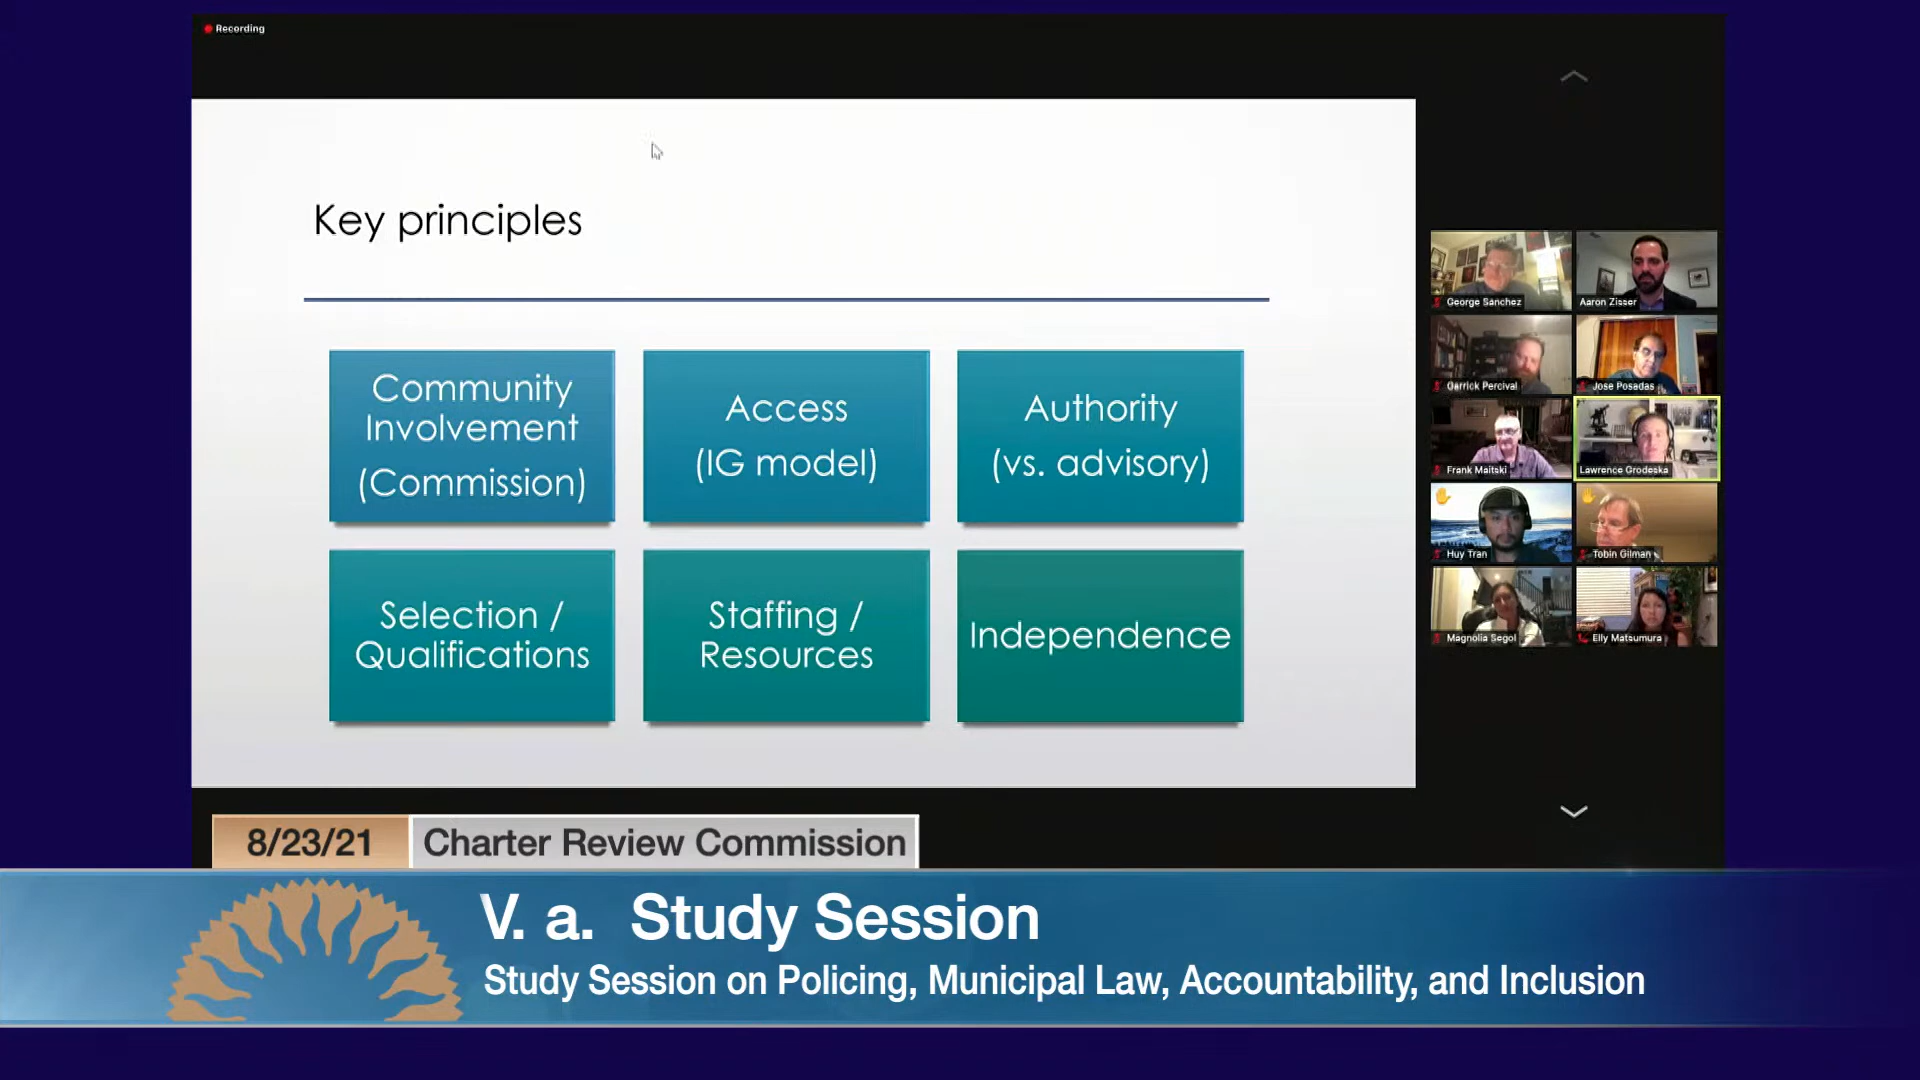 Recording
Key principles
Community
Involvement
(Commission)
Access
(IG model)
Authority
(vs. advisory)
Selection /
Qualifications
Staffing /
Resources
Independence
George Sanchez
Aaron Zisser
Garrick Percival
Jose Posadas
Frank Maitski
Lawrence Grodeska
Huy Tran
Tobin Gilman
Magnolia Segol
Elly Matsumura
8/23/21
Charter Review Commission
V. a. Study Session
Study Session on Policing, Municipal Law, Accountability, and Inclusion